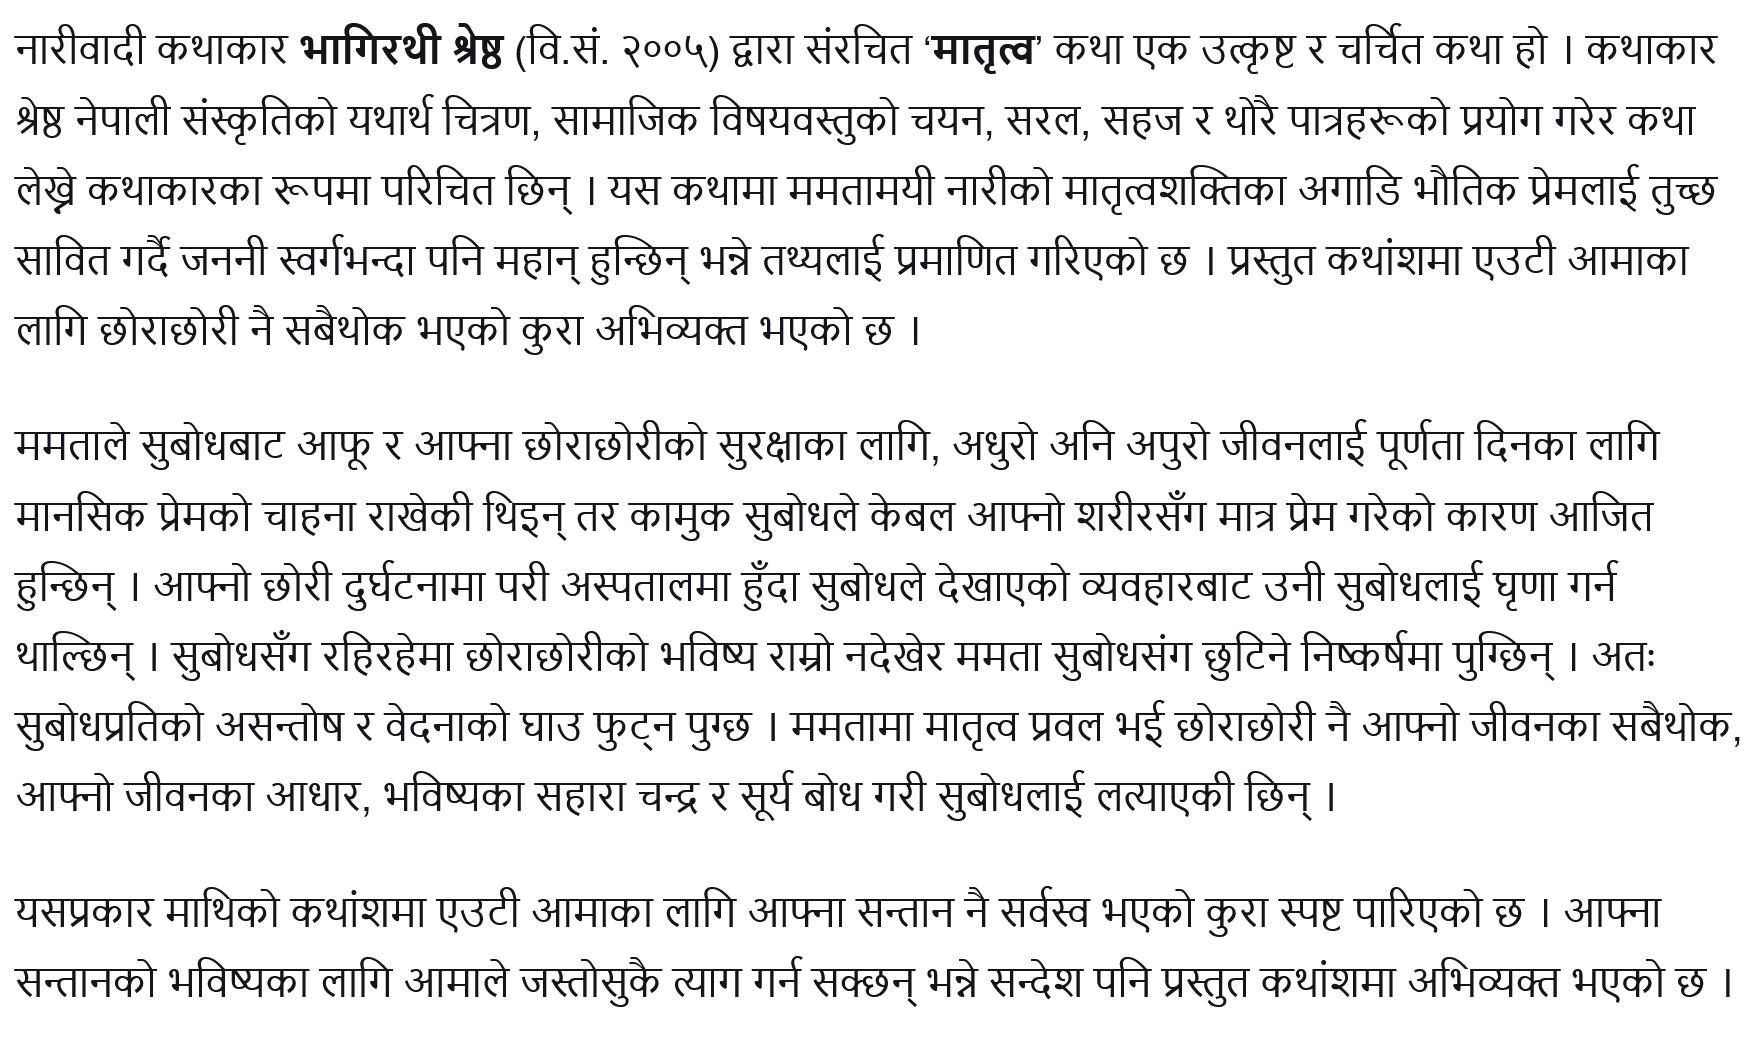 नारीवादी कथाकार भागिरथी श्रेष्ठ (वि.सं. २००५) द्वारा संरचित ‘मातृत्व’ कथा एक उत्कृष्ट र चर्चित कथा हो । कथाकार
श्रेष्ठ नेपाली संस्कृतिको यथार्थ चित्रण, सामाजिक विषयवस्तुको चयन, सरल, सहज र थोरै पात्रहरूको प्रयोग गरेर कथा
लेख्ने कथाकारका रूपमा परिचित छिन् । यस कथामा ममतामयी नारीको मातृत्वशक्तिका अगाडि भौतिक प्रेमलाई तुच्छ
सावित गर्दै जननी स्वर्गभन्दा पनि महान् हुन्छिन् भन्ने तथ्यलाई प्रमाणित गरिएको छ । प्रस्तुत कथांशमा एउटी आमाका
लागि छोराछोरी नै सबैथोक भएको कुरा अभिव्यक्त भएको छ ।
ममताले सुबोधबाट आफू र आफ्ना छोराछोरीको सुरक्षाका लागि, अधुरो अनि अपुरो जीवनलाई पूर्णता दिनका लागि
मानसिक प्रेमको चाहना राखेकी थिइन् तर कामुक सुबोधले केबल आफ्नो शरीरसँग मात्र प्रेम गरेको कारण आजित
हुन्छिन् । आफ्नो छोरी दुर्घटनामा परी अस्पतालमा हुँदा सुबोधले देखाएको व्यवहारबाट उनी सुबोधलाई घृणा गर्न
थाल्छिन् । सुबोधसँग रहिरहेमा छोराछोरीको भविष्य राम्रो नदेखेर ममता सुबोधसंग छुटिने निष्कर्षमा पुग्छिन् । अतः
सुबोधप्रतिको असन्तोष र वेदनाको घाउ फुट्न पुग्छ । ममतामा मातृत्व प्रवल भई छोराछोरी नै आफ्नो जीवनका सबैथोक,
आफ्नो जीवनका आधार, भविष्यका सहारा चन्द्र र सूर्य बोध गरी सुबोधलाई लत्याएकी छिन् ।
यसप्रकार माथिको कथांशमा एउटी आमाका लागि आफ्ना सन्तान नै सर्वस्व भएको कुरा स्पष्ट पारिएको छ । आफ्ना
सन्तानको भविष्यका लागि आमाले जस्तोसुकै त्याग गर्न सक्छन् भन्ने सन्देश पनि प्रस्तुत कथांशमा अभिव्यक्त भएको छ ।